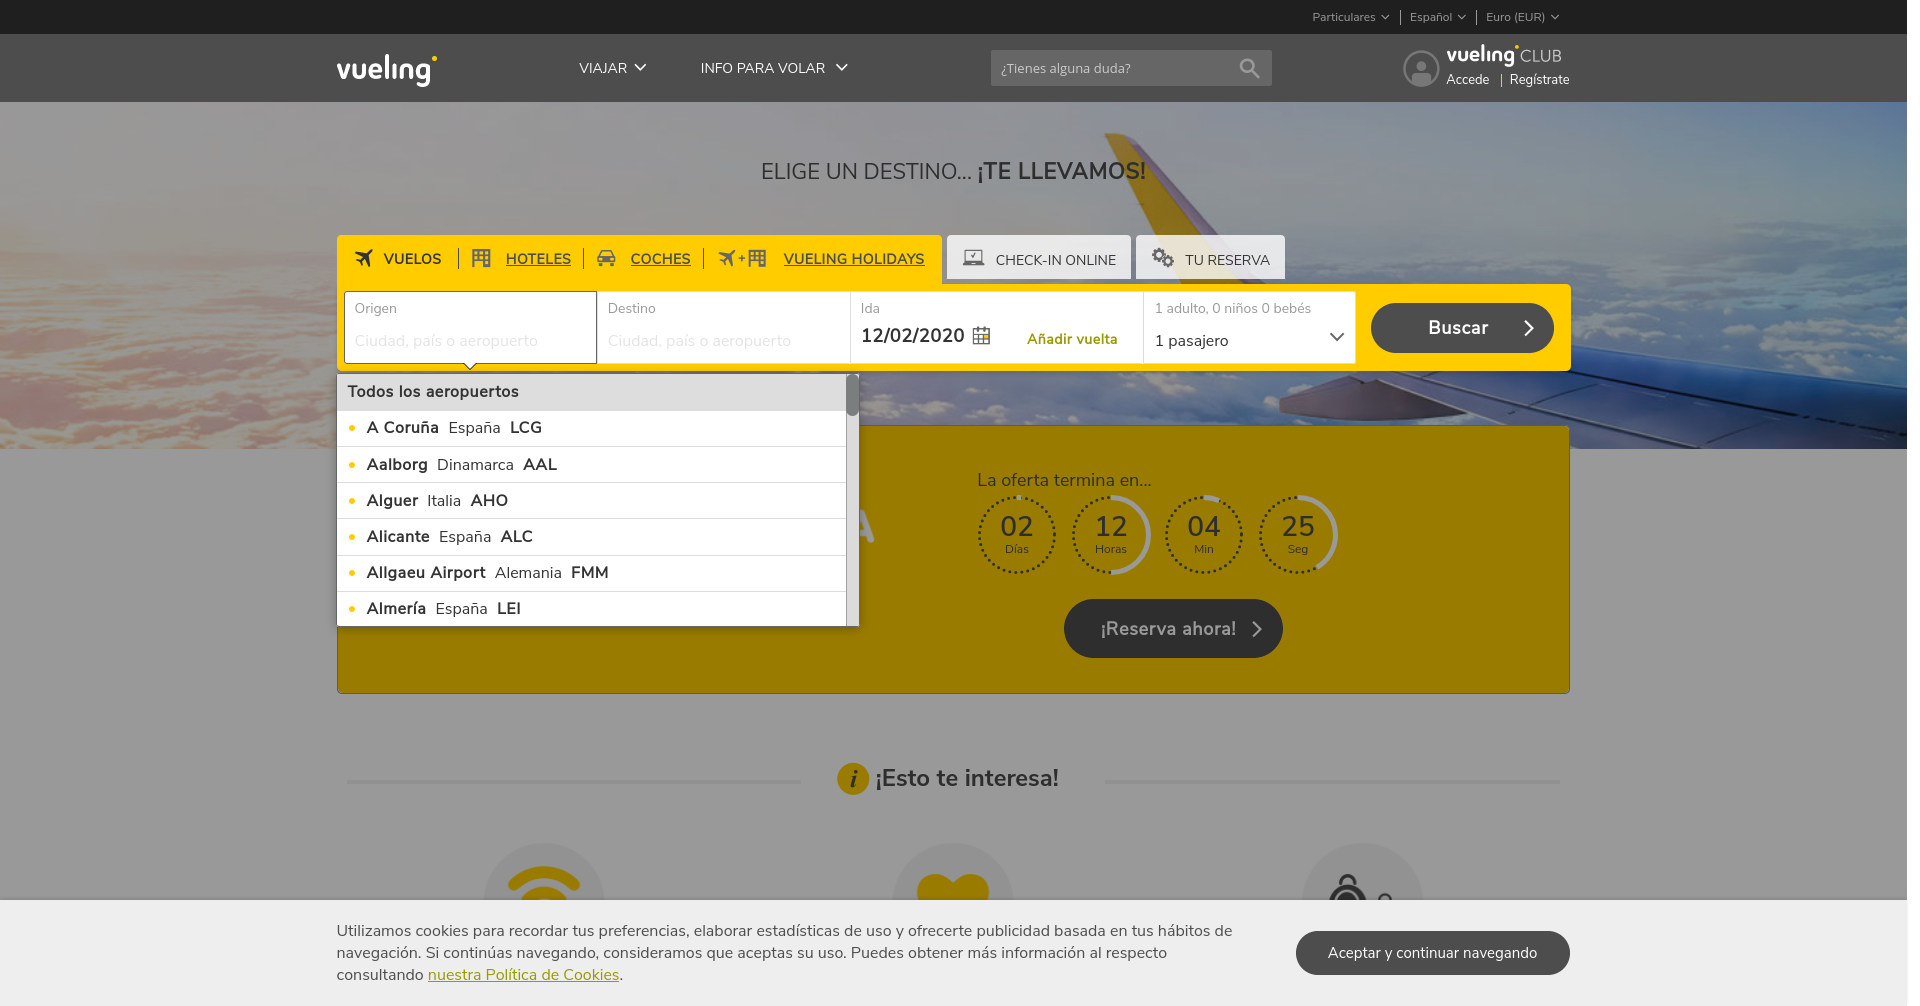 Particulares
Español
Euro (EUR)
vueling
VIAJAR
INFO PARA VOLAR
¿Tienes alguna duda?
vueling CLUB
Accede | Regístrate
ELIGE UN DESTINO... ¡TE LLEVAMOS!
VUELOS
HOTELES
COCHES
+
VUELING HOLIDAYS
CHECK-IN ONLINE
TU RESERVA
Origen
Ciudad, país o aeropuerto
Destino
Ciudad, país o aeropuerto
Ida
12/02/2020
Añadir vuelta
1 adulto, 0 niños 0 bebés
1 pasajero
Buscar
Todos los aeropuertos
A Coruña España LCG
Aalborg Dinamarca AAL
Alguer Italia AHO
Alicante España ALC
Allgaeu Airport Alemania FMM
Almería España LEI
A
La oferta termina en...
02 12 04 25
Días Horas Min Seg
¡Reserva ahora!
i ¡Esto te interesa!
Utilizamos cookies para recordar tus preferencias, elaborar estadísticas de uso y ofrecerte publicidad basada en tus hábitos de
navegación. Si continúas navegando, consideramos que aceptas su uso. Puedes obtener más información al respecto
consultando nuestra Política de Cookies.
Aceptar y continuar navegando